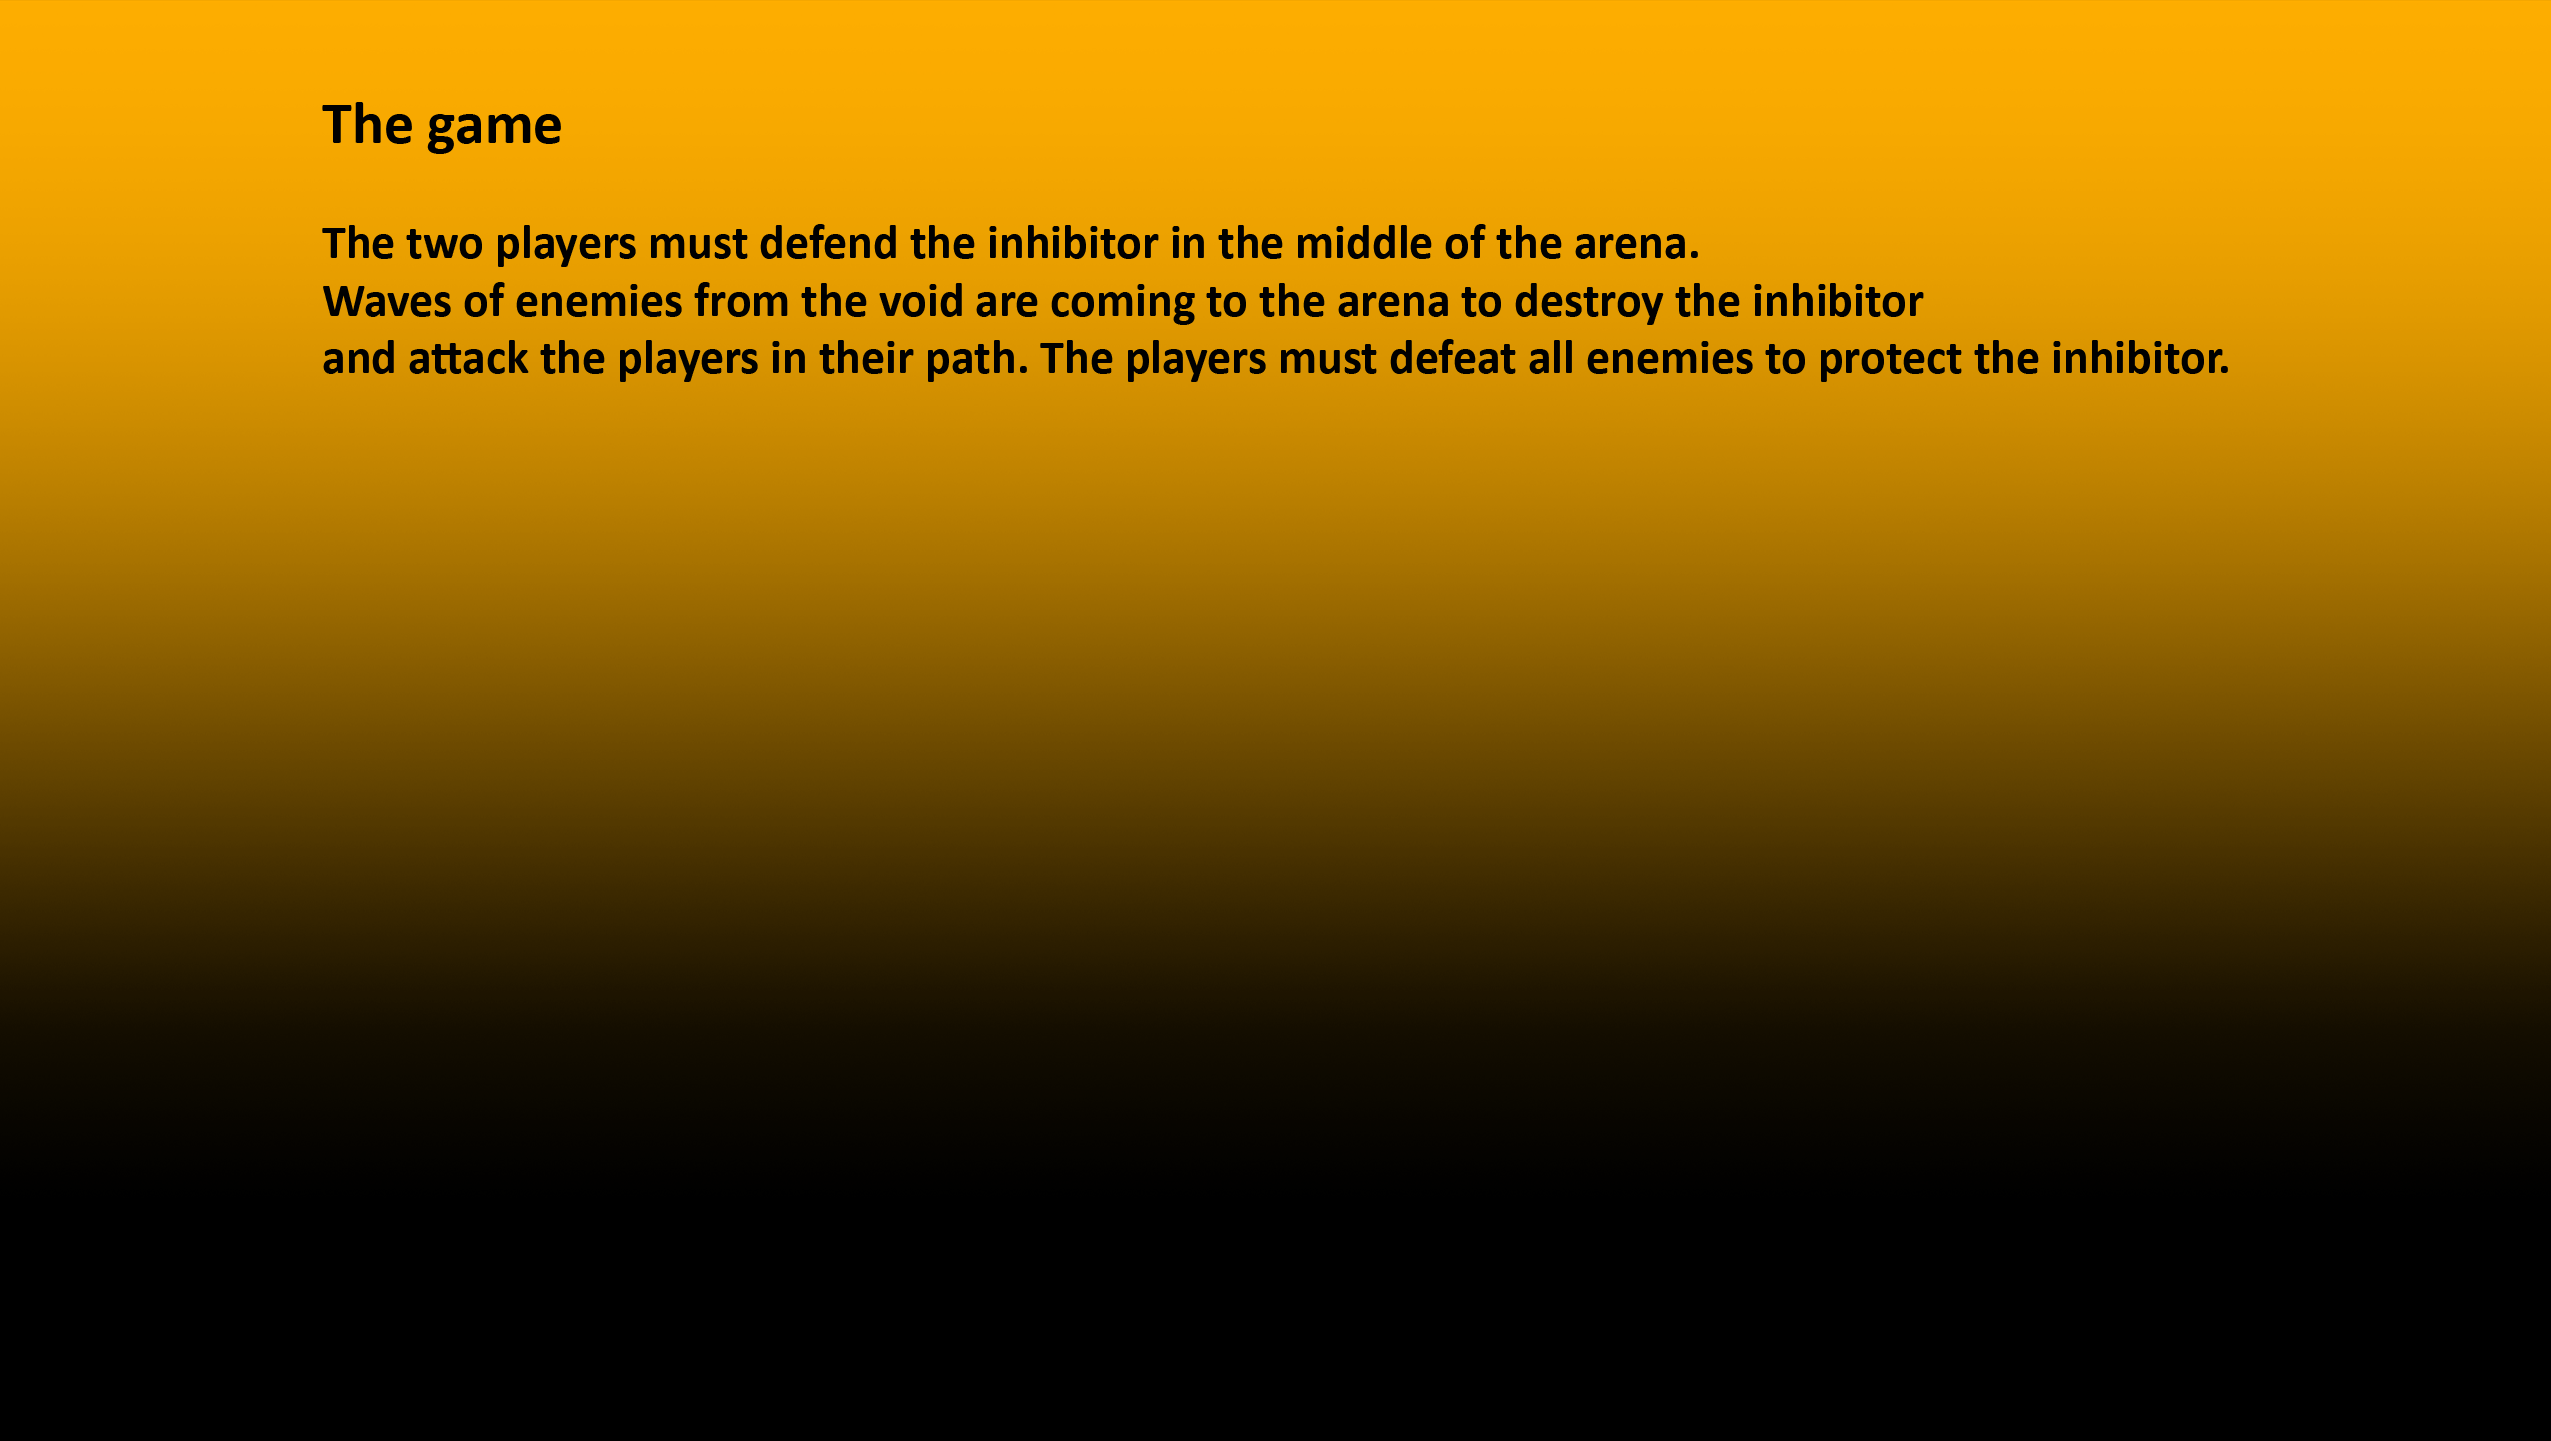 The game
The two players must defend the inhibitor in the middle of the arena.
Waves of enemies from the void are coming to the arena to destroy the inhibitor
and attack the players in their path. The players must defeat all enemies to protect the inhibitor.